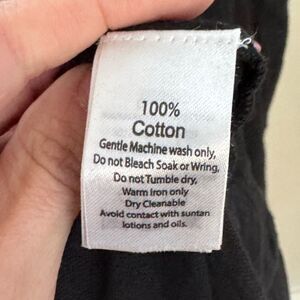 100%
Cotton
Gentle Machine wash only,
Do not Bleach Soak or Wring,
Do not Tumble dry,
Warm iron only
Dry Cleanable
Avoid contact with suntan
lotions and oils.